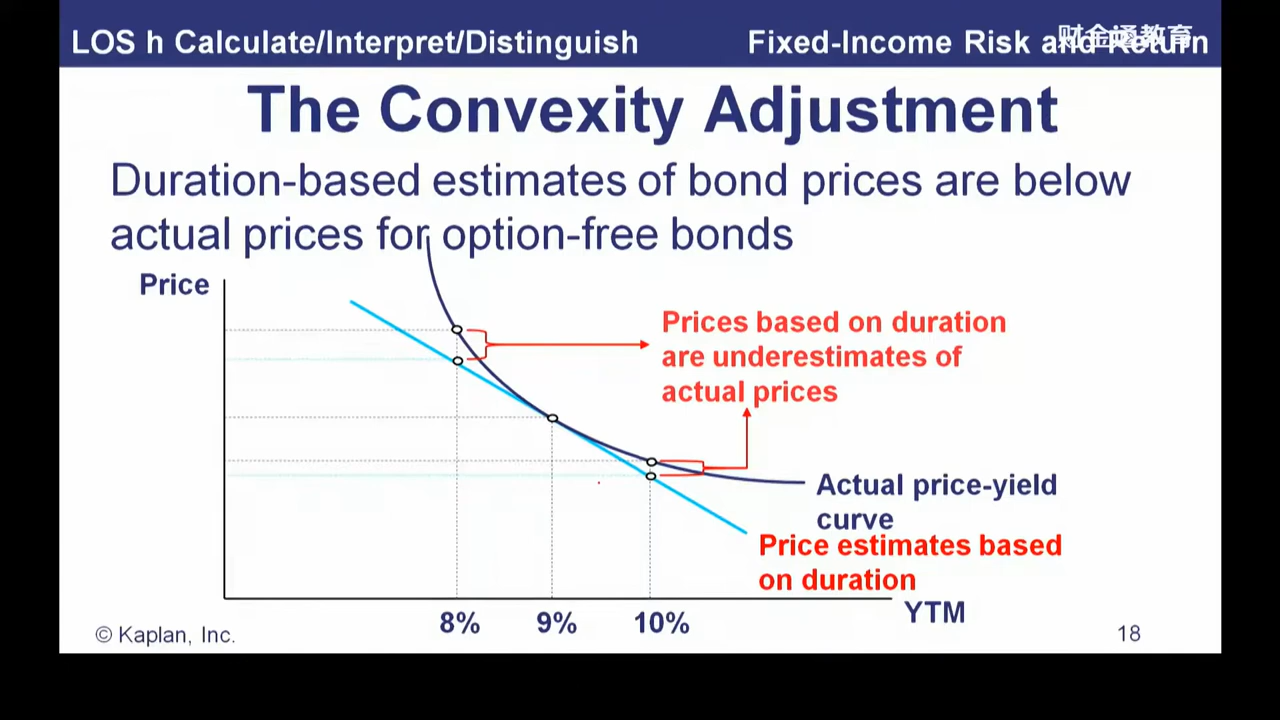 LOS h Calculate/Interpret/Distinguish
Fixed-Income Risk and Return
财金通教育
The Convexity Adjustment
Duration-based estimates of bond prices are below
actual prices for option-free bonds
Price
Prices based on duration
are underestimates of
actual prices
Actual price-yield
curve
Price estimates based
on duration
8%
9%
10%
YTM
© Kaplan, Inc.
18